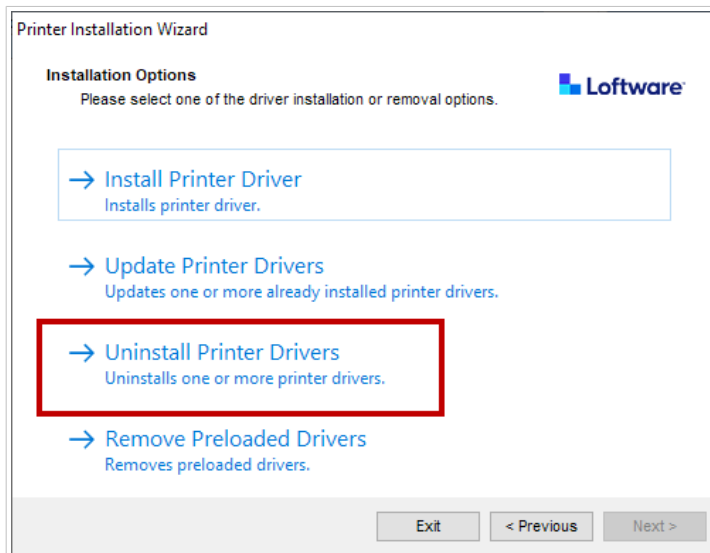 Printer Installation Wizard
Installation Options
Please select one of the driver installation or removal options.
Loftware
→ Install Printer Driver
Installs printer driver.
→ Update Printer Drivers
Updates one or more already installed printer drivers.
→ Uninstall Printer Drivers
Uninstalls one or more printer drivers.
→ Remove Preloaded Drivers
Removes preloaded drivers.
Exit < Previous Next >